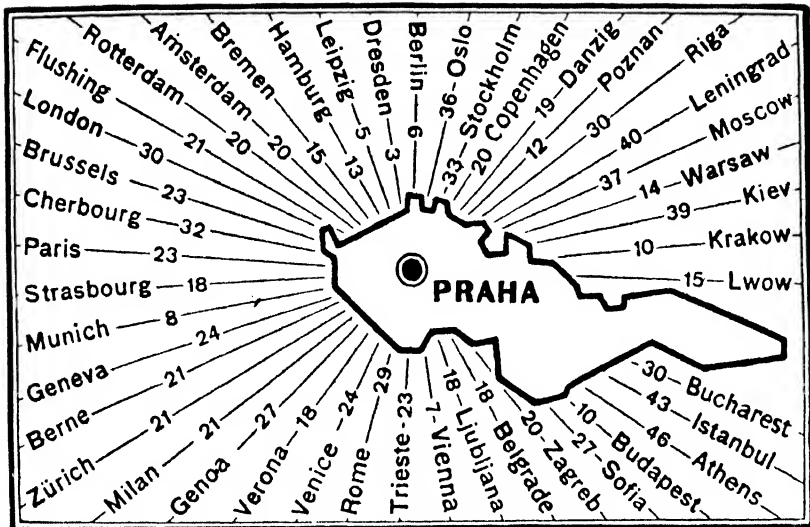 Flushing 21
Rotterdam 20
Amsterdam 20
Bremen 15
Hamburg 13
Leipzig 5
Dresden 3
Berlin 6
36-Oslo
33-Stockholm
20 Copenhagen
19-Danzig
12 Poznan
30 Riga
40 Leningrad
37 Moscow
14-Warsaw
39 Kiev
10 Krakow
15-Lwow
London 30
Brussels-23
Cherbourg 32
Paris 23
Strasbourg-18
Munich-8
Geneva 24
Berne 21
Zürich 21
Milan 21
Genoa 27
Verona-18
Venice-24
Rome 29
Trieste-23
7-Vienna
18-Ljubljana
18-Belgrade
20-Zagreb
27-Sofia
10-Budapest
46-Athens
43-Istanbul
30-Bucharest
PRAHA